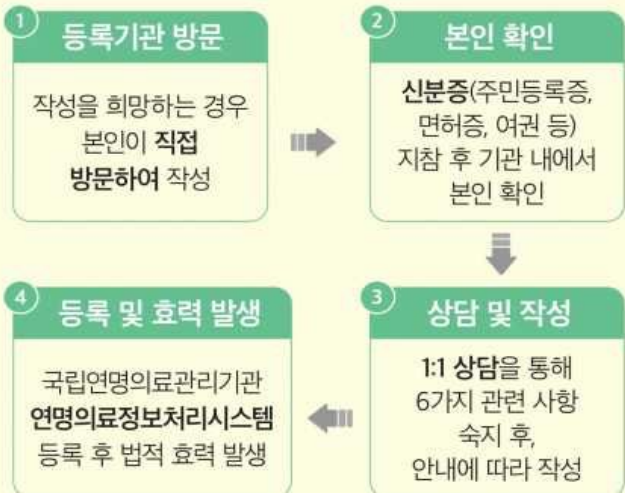 1
등록기관 방문
작성을 희망하는 경우
본인이 직접
방문하여 작성
2
본인 확인
신분증(주민등록증,
면허증, 여권 등)
지참 후 기관 내에서
본인 확인
3
상담 및 작성
1:1 상담을 통해
6가지 관련 사항
숙지 후,
안내에 따라 작성
4
등록 및 효력 발생
국립연명의료관리기관
연명의료정보처리시스템
등록 후 법적 효력 발생